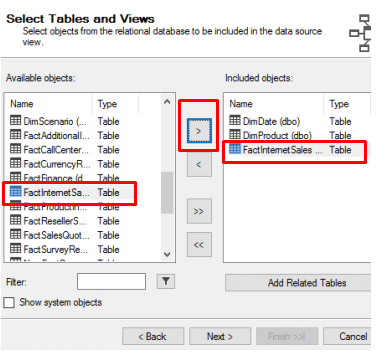 Select Tables and Views
Select objects from the relational database to be included in the data source
view.
Available objects:
Included objects:
Name Type
DimScenario (... Table
FactAdditionalI... Table
FactCallCenter... Table
FactCurrencyR... Table
FactFinance (d... Table
FactInternetSa... Table
FactProductIn... Table
FactResellerS... Table
FactSalesQuot... Table
FactSurveyRe... Table
>
<
>>
<<
Name Type
DimDate (dbo) Table
DimProduct (dbo) Table
FactInternetSales ... Table
Filter:
Add Related Tables
Show system objects
< Back
Next >
Finish >>|
Cancel